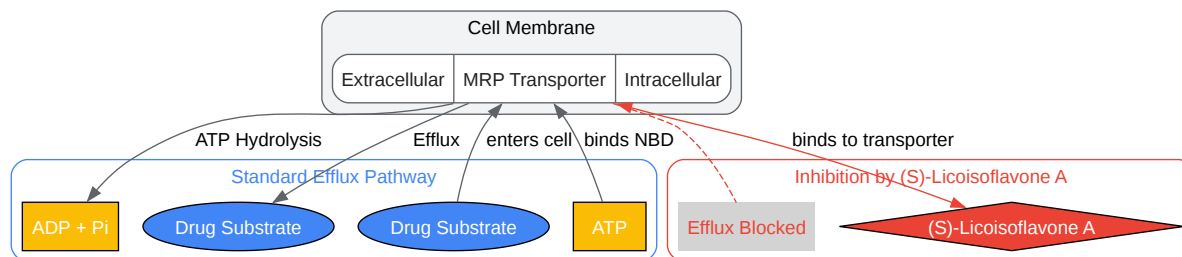 Cell Membrane
Extracellular
MRP Transporter
Intracellular
ATP Hydrolysis
Efflux
enters cell
binds NBD
binds to transporter
Standard Efflux Pathway
Inhibition by (S)-Licoisoflavone A
ADP + Pi
Drug Substrate
Drug Substrate
ATP
Efflux Blocked
(S)-Licoisoflavone A